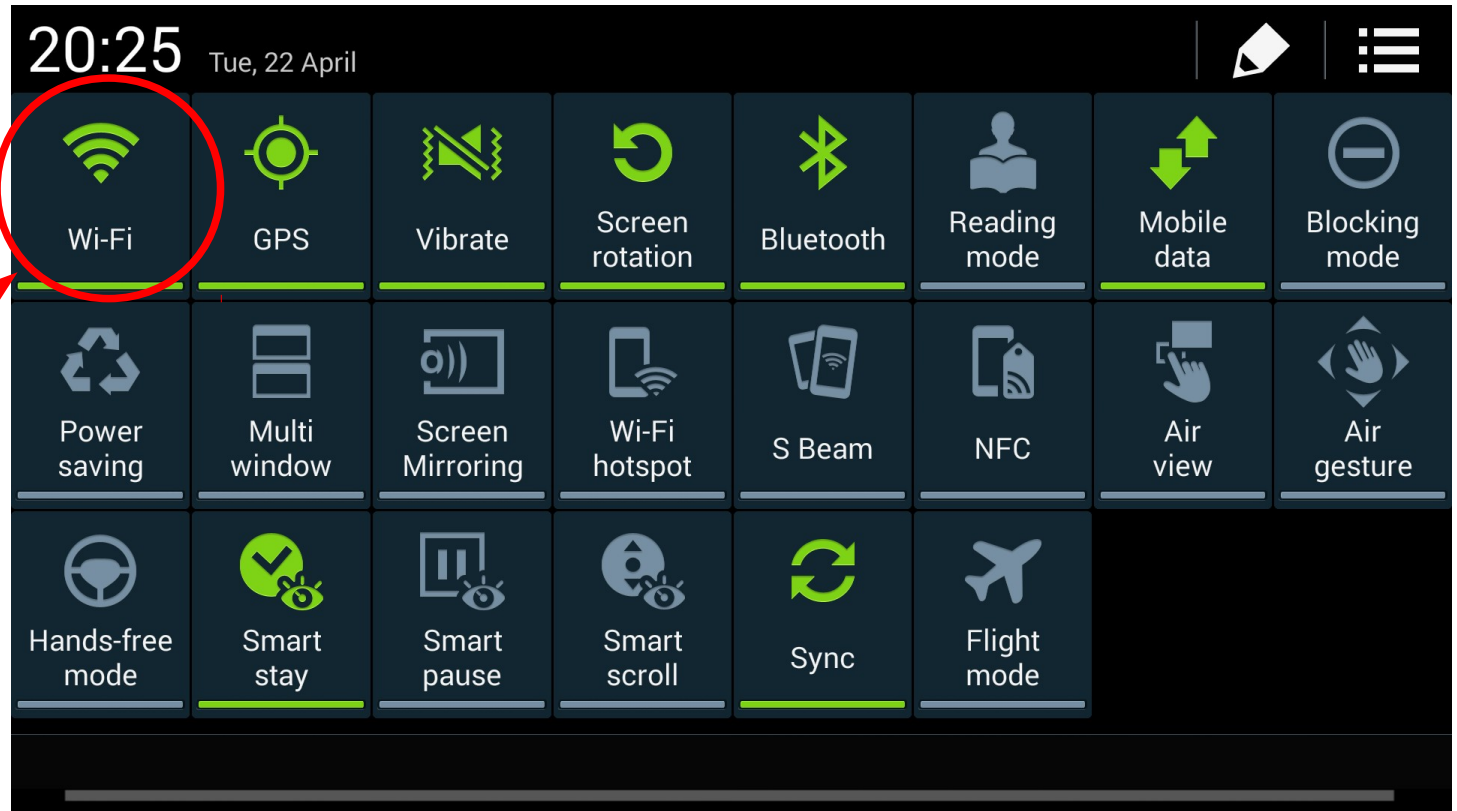 20:25 Tue, 22 April
Wi-Fi
GPS
Vibrate
Screen
rotation
Bluetooth
Reading
mode
Mobile
data
Blocking
mode
Power
saving
Multi
window
Screen
Mirroring
Wi-Fi
hotspot
S Beam
NFC
Air
view
Air
gesture
Hands-free
mode
Smart
stay
Smart
pause
Smart
scroll
Sync
Flight
mode